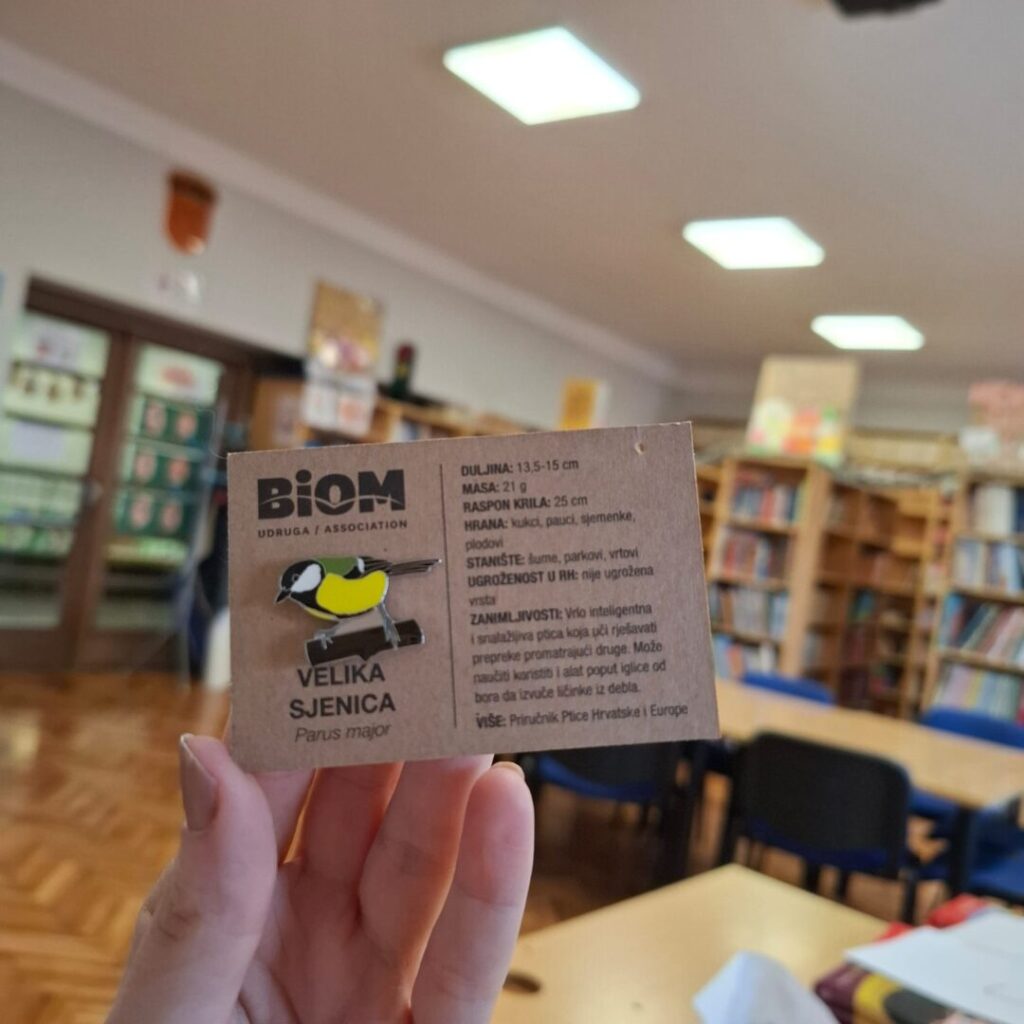 BiOM
UDRUGA / ASSOCIATION
VELIKA
SJENICA
Parus major
DULJINA: 13,5-15 cm
MASA: 21 g
RASPON KRILA: 25 cm
HRANA: kukci, pauci, sjemenke,
plodovi
STANIŠTE: šume, parkovi, vrtovi
UGROŽENOST U RH: nije ugrožena
vrsta
ZANIMLJIVOSTI: Vrlo inteligentna
i snalažljiva ptica koja uči rješavati
prepreke promatrajući druge. Može
naučiti koristiti i alat poput iglice od
bora da izvuče ličinke iz debla.
VIŠE: Priručnik Ptice Hrvatske i Europe